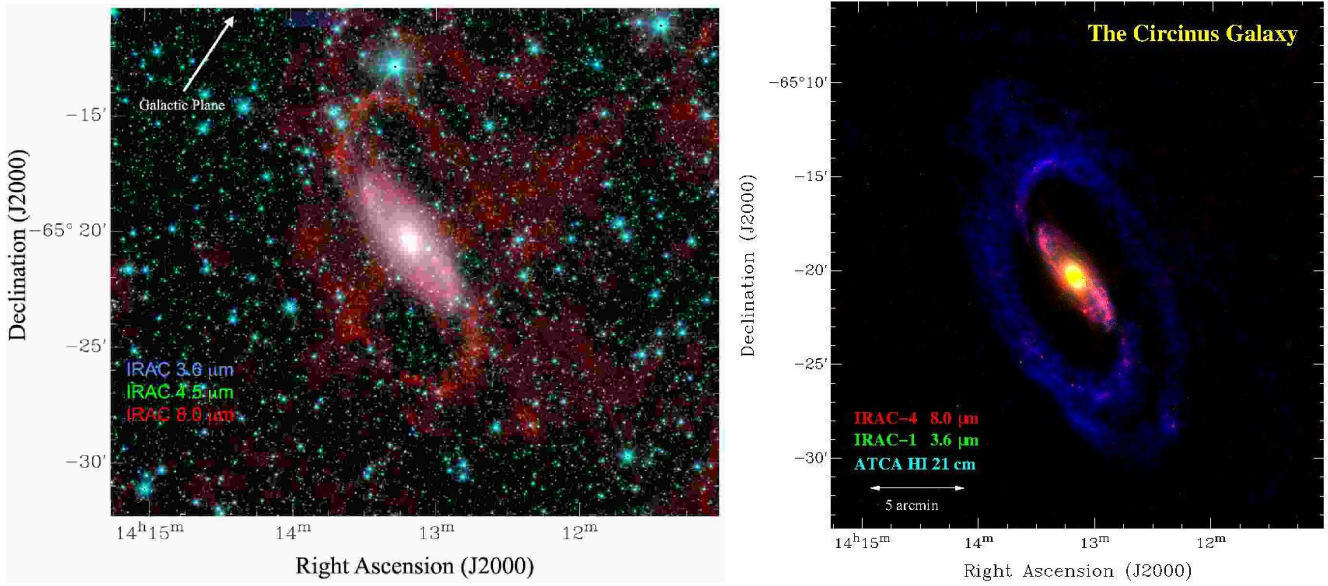 Galactic Plane
−15′
−65° 20′
−25′
−30′
Declination (J2000)
IRAC 3.6 μm
IRAC 4.5 μm
IRAC 8.0 μm
14ʰ15ᵐ
14ᵐ
13ᵐ
12ᵐ
Right Ascension (J2000)
The Circinus Galaxy
−65°10′
−15′
−20′
−25′
−30′
Declination (J2000)
IRAC-4 8.0 μm
IRAC-1 3.6 μm
ATCA HI 21 cm
5 arcmin
14ʰ15ᵐ
14ᵐ
13ᵐ
12ᵐ
Right Ascension (J2000)